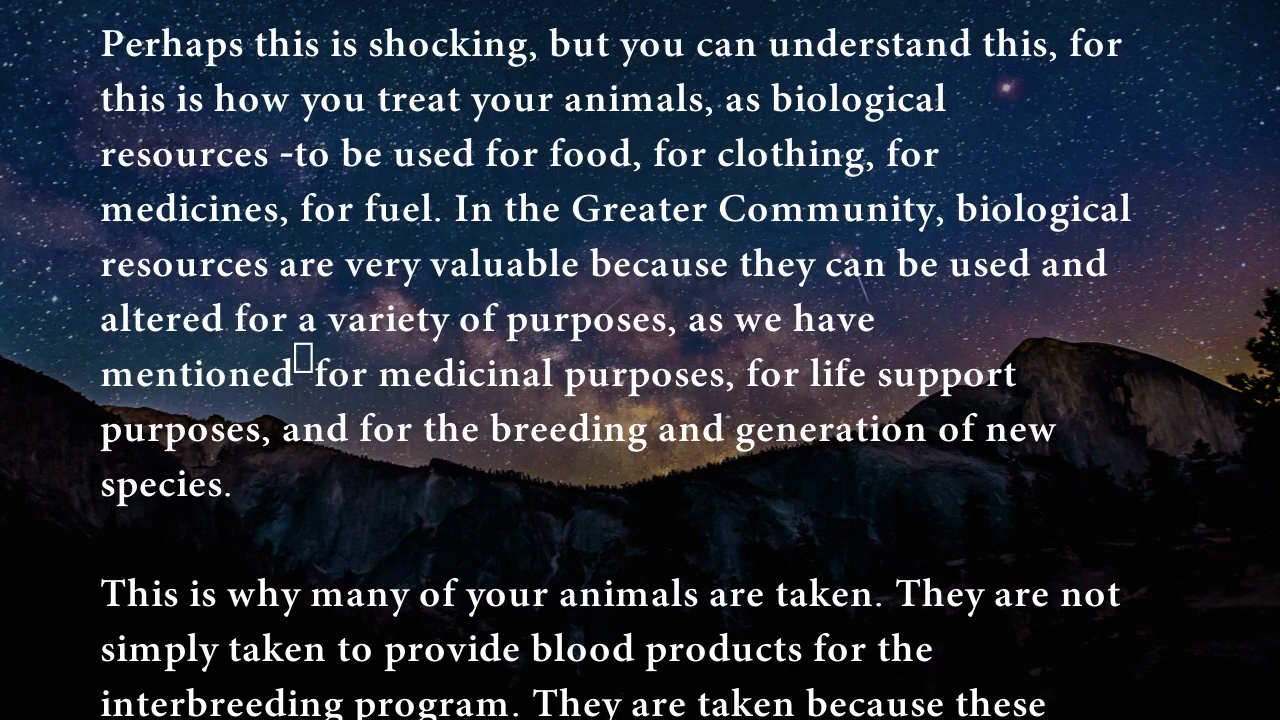 Perhaps this is shocking, but you can understand this, for
this is how you treat your animals, as biological
resources -to be used for food, for clothing, for
medicines, for fuel. In the Greater Community, biological
resources are very valuable because they can be used and
altered for a variety of purposes, as we have
mentioned▯for medicinal purposes, for life support
purposes, and for the breeding and generation of new
species.
This is why many of your animals are taken. They are not
simply taken to provide blood products for the
interbreeding program. They are taken because these